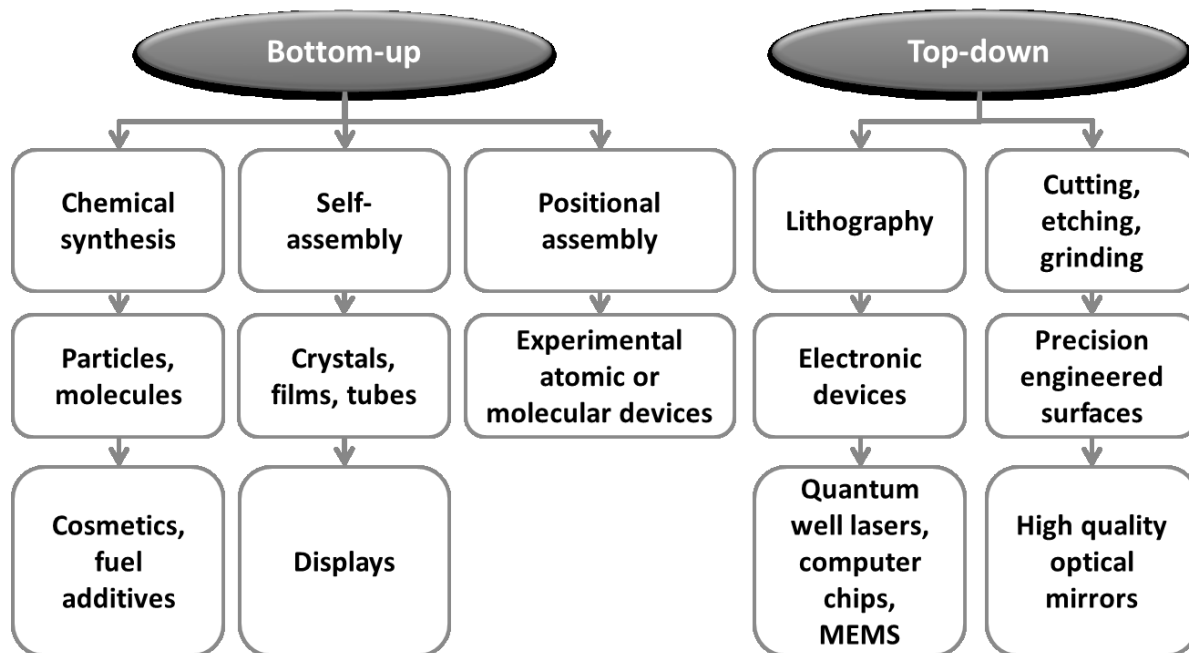 Bottom-up
Top-down
Chemical
synthesis
Self-
assembly
Positional
assembly
Lithography
Cutting,
etching,
grinding
Particles,
molecules
Crystals,
films, tubes
Experimental
atomic or
molecular devices
Electronic
devices
Precision
engineered
surfaces
Cosmetics,
fuel
additives
Displays
Quantum
well lasers,
computer
chips,
MEMS
High quality
optical
mirrors